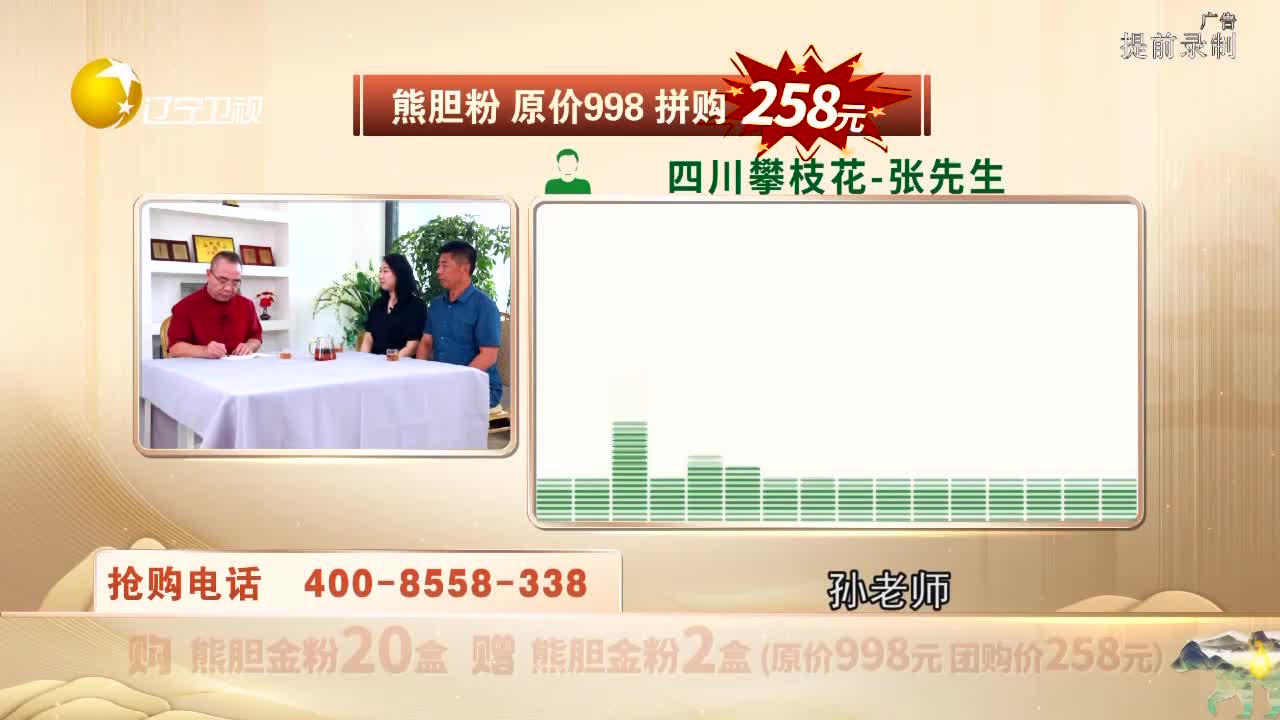 广告
提前录制
辽宁卫视
熊胆粉 原价998 拼购 258元
四川攀枝花-张先生
抢购电话 400-8558-338
孙老师
购 熊胆金粉20盒 赠 熊胆金粉2盒(原价998元 团购价258元)